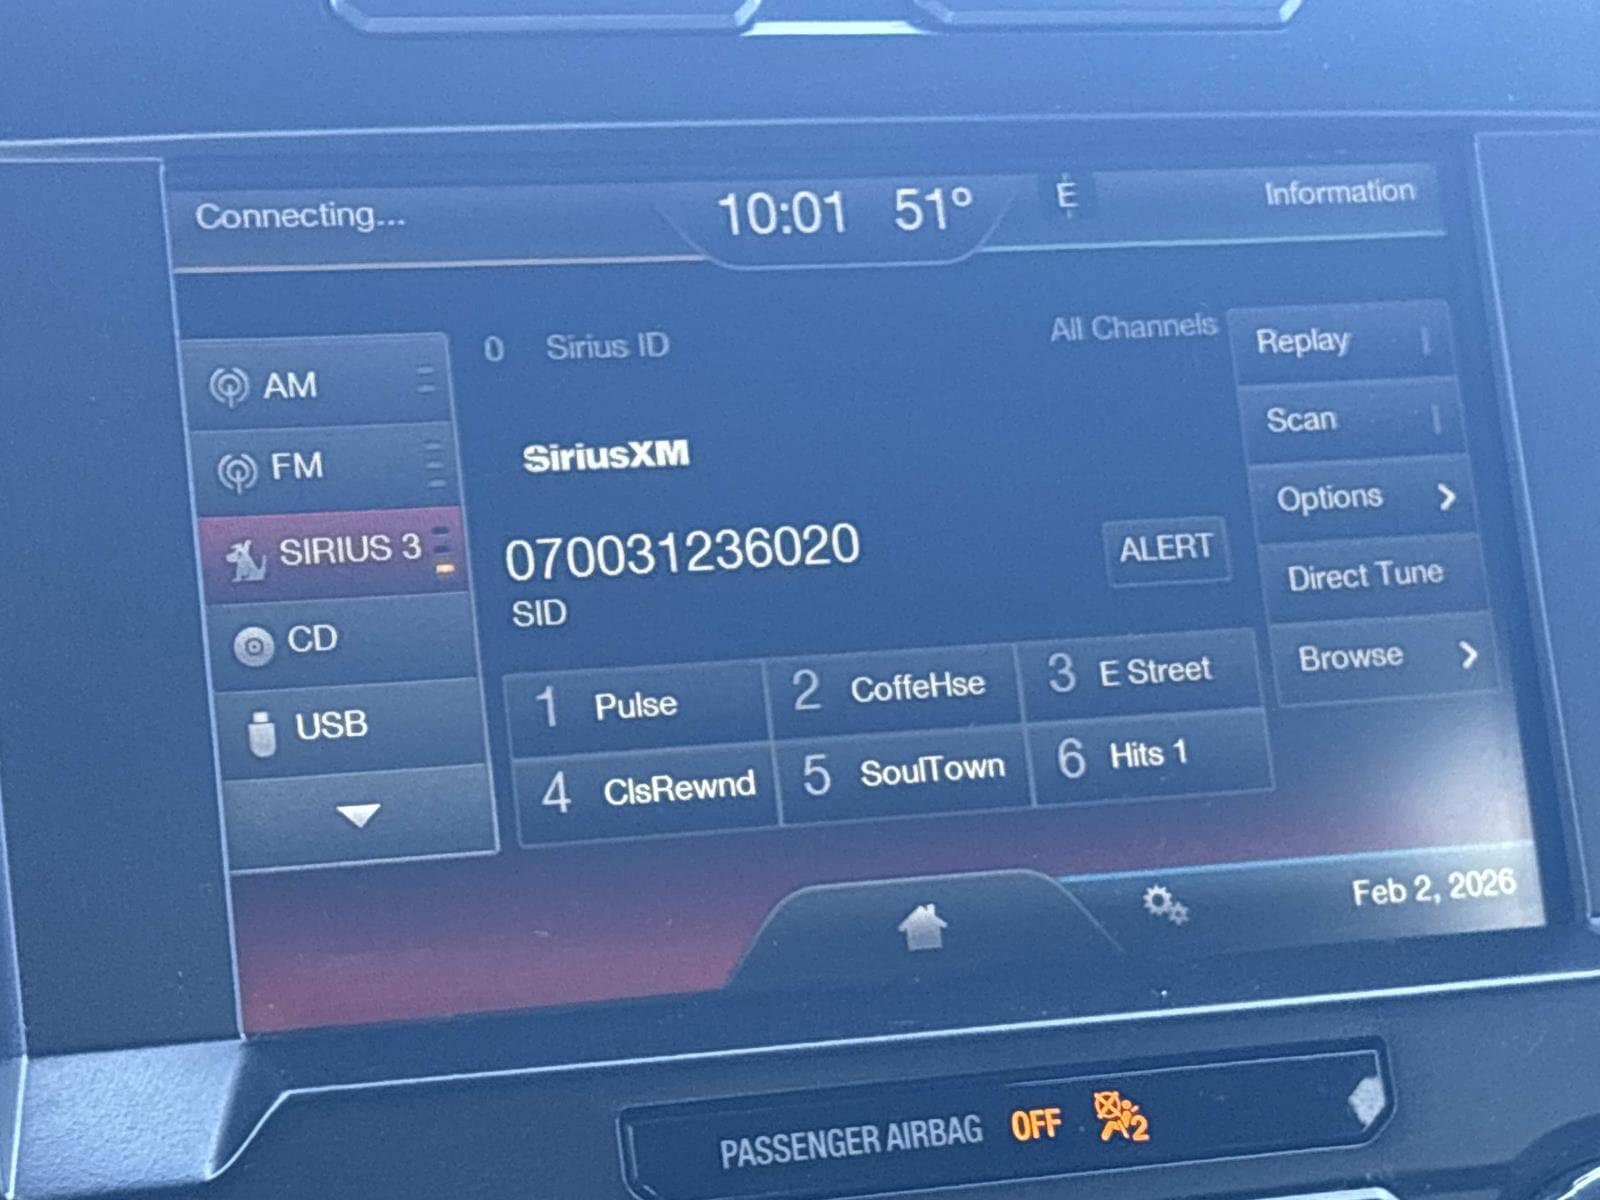 Connecting...
10:01 51°
E
Information
0 Sirius ID
All Channels
AM
FM
SIRIUS 3
CD
USB
SiriusXM
070031236020
SID
ALERT
1 Pulse
2 CoffeHse
3 E Street
4 ClsRewnd
5 SoulTown
6 Hits 1
Replay
Scan
Options
Direct Tune
Browse
Feb 2, 2026
PASSENGER AIRBAG OFF 2